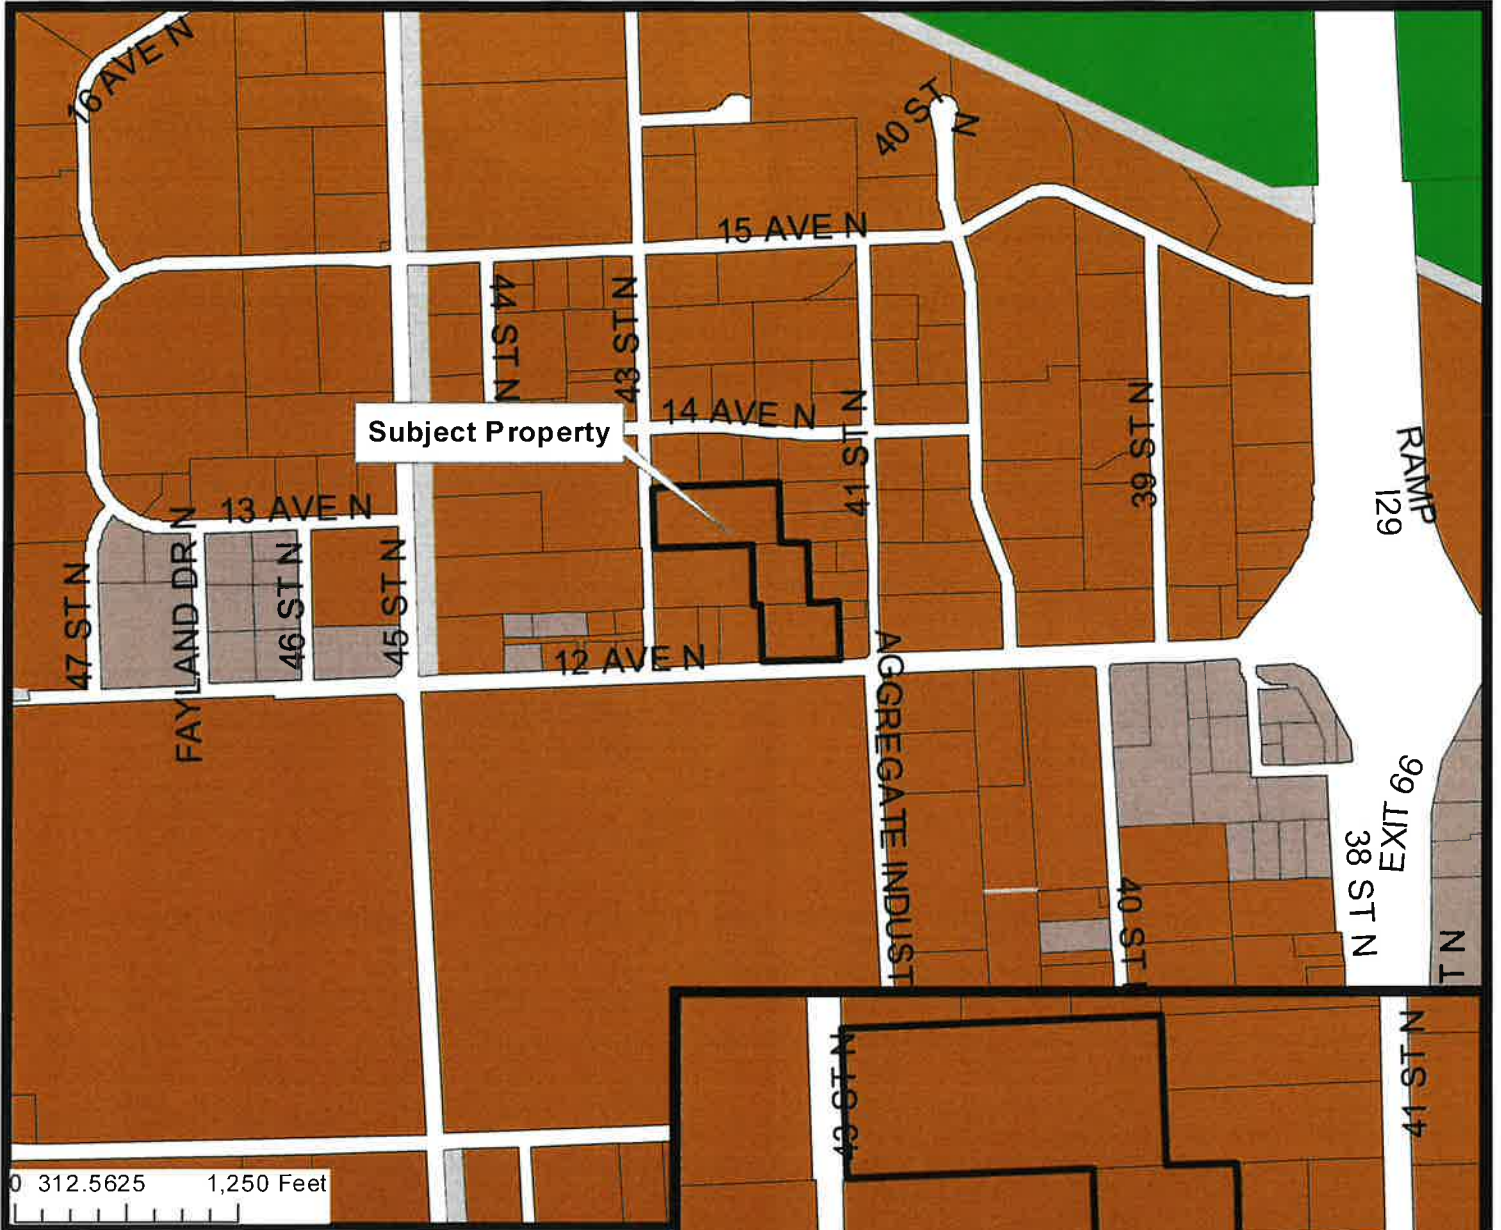 16 AVE N
40 ST N
15 AVE N
44 ST N
43 ST N
14 AVE N
41 ST N
39 ST N
RAMP
I29
Subject Property
13 AVE N
47 ST N
FAYLAND DR N
46 ST N
45 ST N
12 AVE N
AGGREGATE INDUST
40 ST
EXIT 66
38 ST N
T N
43 ST N
41 ST N
0 312.5625 1,250 Feet